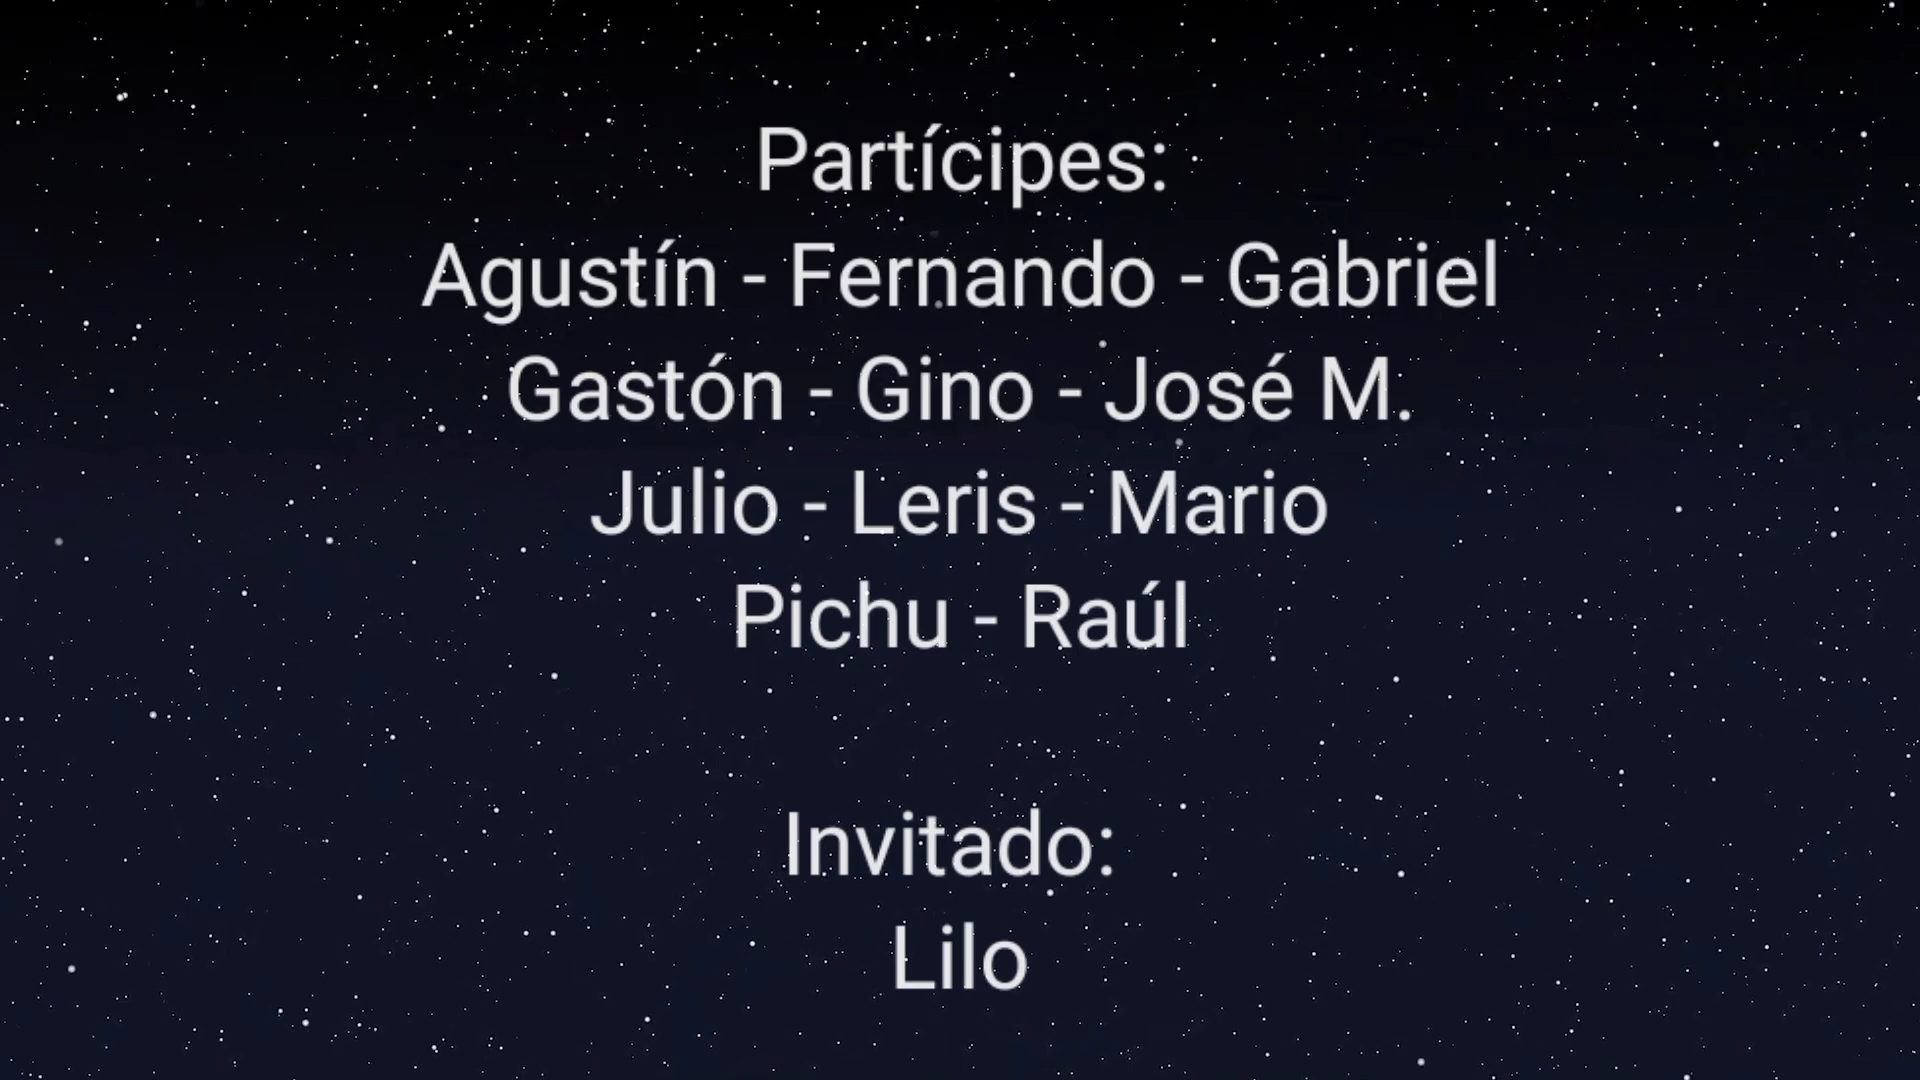 Partícipes:
Agustín - Fernando - Gabriel
Gastón - Gino - José M.
Julio - Leris - Mario
Pichu - Raúl
Invitado:
Lilo